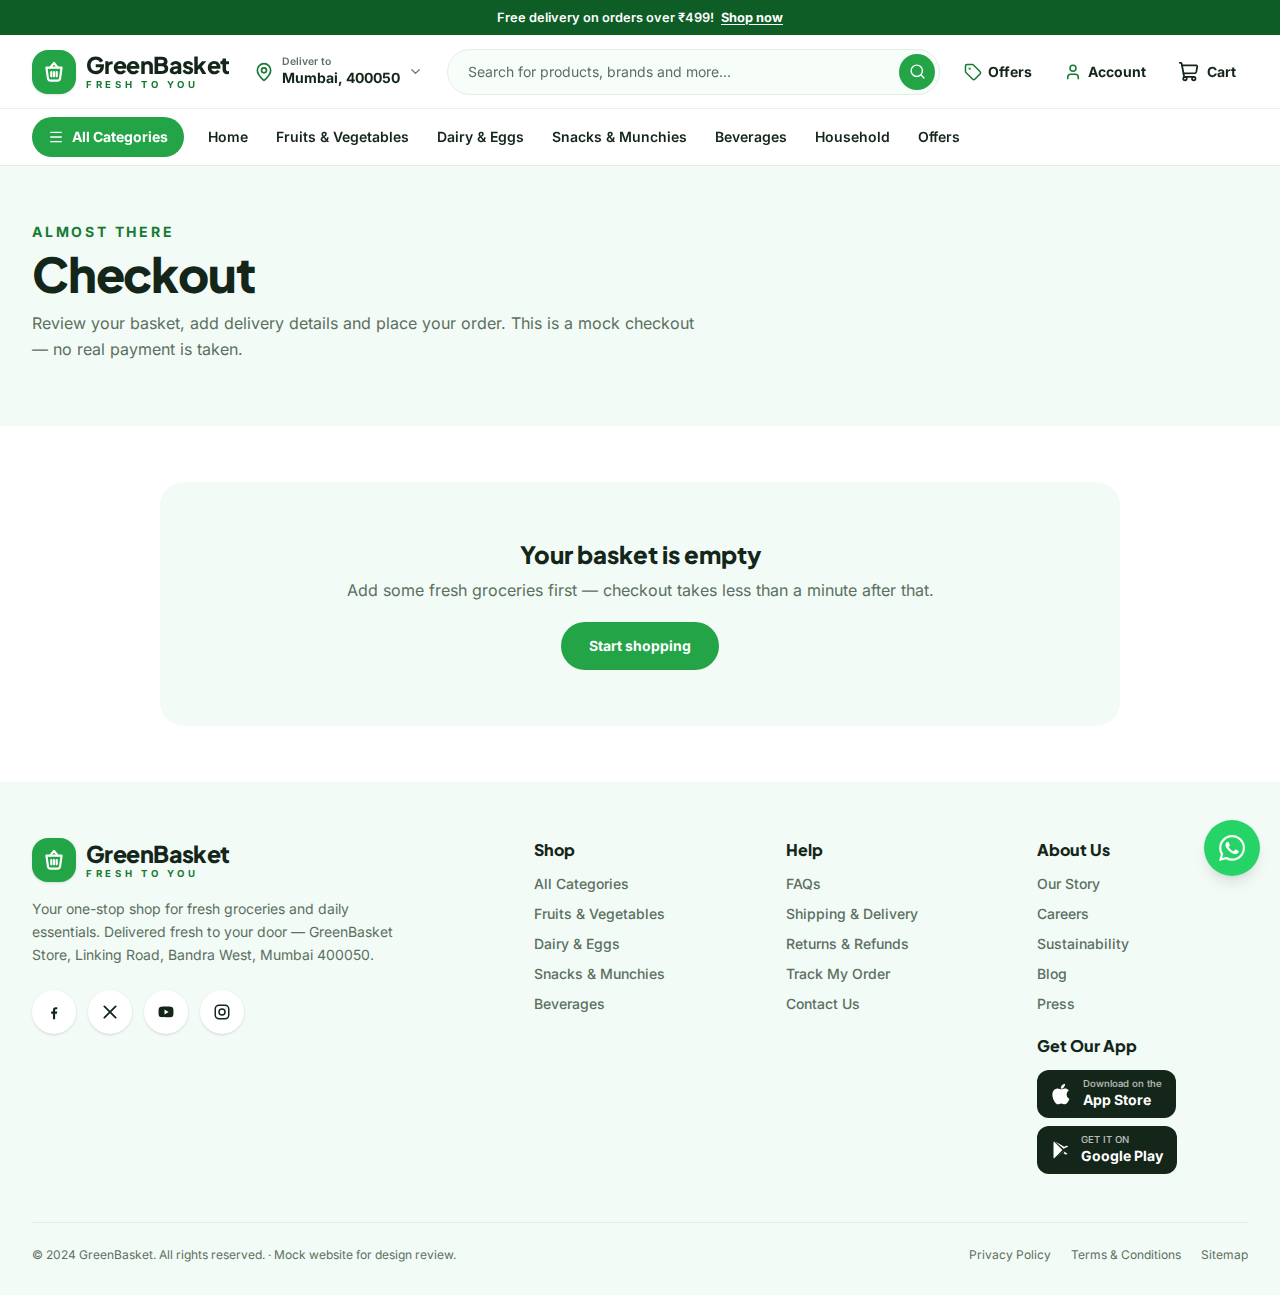 Free delivery on orders over ₹499! Shop now
GreenBasket
FRESH TO YOU
Deliver to
Mumbai, 400050
Search for products, brands and more...
Offers
Account
Cart
All Categories
Home
Fruits & Vegetables
Dairy & Eggs
Snacks & Munchies
Beverages
Household
Offers
ALMOST THERE
Checkout
Review your basket, add delivery details and place your order. This is a mock checkout
— no real payment is taken.
Your basket is empty
Add some fresh groceries first — checkout takes less than a minute after that.
Start shopping
GreenBasket
FRESH TO YOU
Your one-stop shop for fresh groceries and daily
essentials. Delivered fresh to your door — GreenBasket
Store, Linking Road, Bandra West, Mumbai 400050.
Shop
All Categories
Fruits & Vegetables
Dairy & Eggs
Snacks & Munchies
Beverages
Help
FAQs
Shipping & Delivery
Returns & Refunds
Track My Order
Contact Us
About Us
Our Story
Careers
Sustainability
Blog
Press
Get Our App
Download on the
App Store
GET IT ON
Google Play
© 2024 GreenBasket. All rights reserved. · Mock website for design review.
Privacy Policy
Terms & Conditions
Sitemap